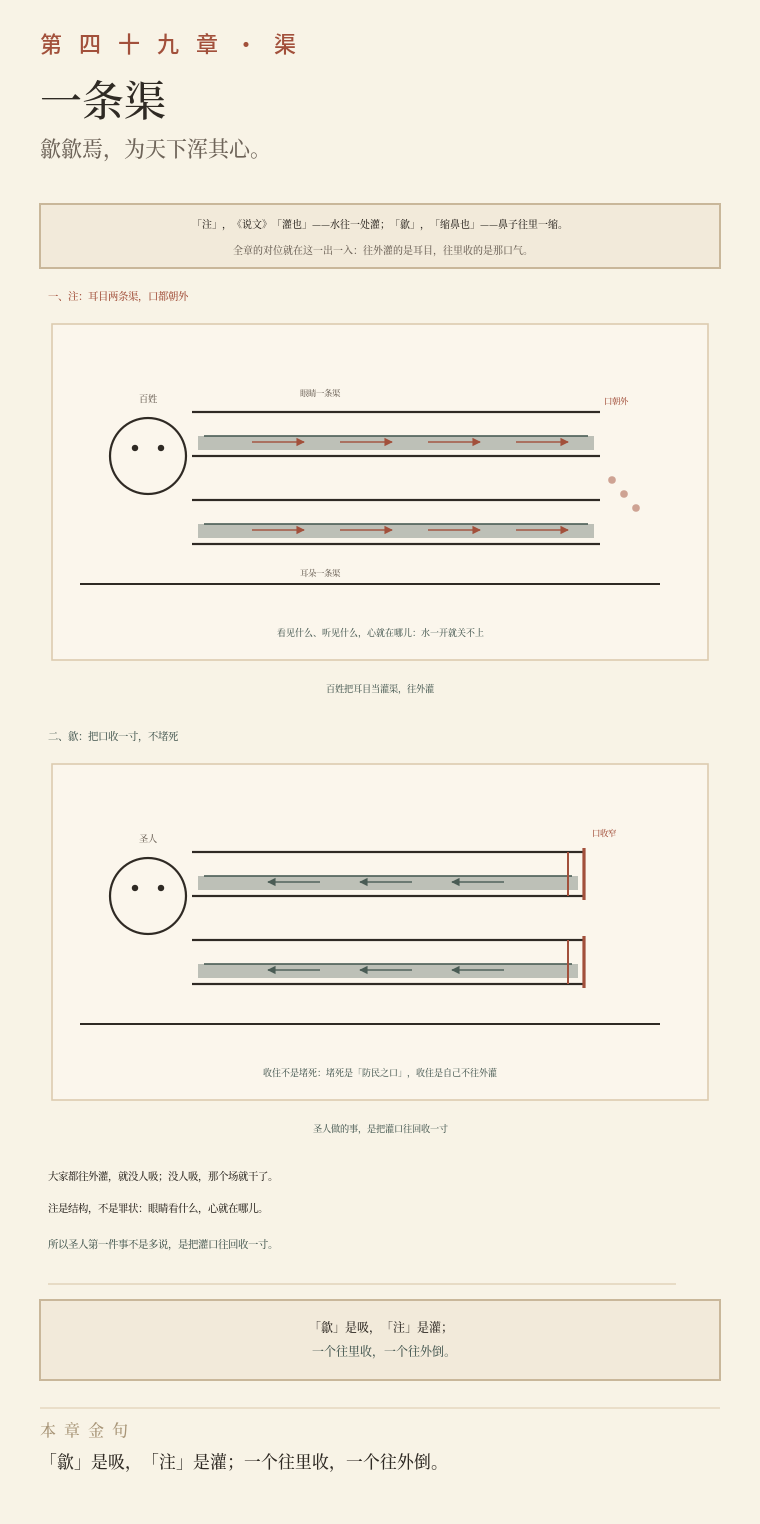 第四十九章·渠
一条渠
歙歙焉，为天下浑其心。
「注」，《说文》「灌也」——水往一处灌；「歙」，「缩鼻也」——鼻子往里一缩。
全章的对位就在这一出一入：往外灌的是耳目，往里收的是那口气。
一、注：耳目两条渠，口都朝外
眼睛一条渠
百姓
口朝外
耳朵一条渠
看见什么、听见什么，心就在哪儿：水一开就关不上
百姓把耳目当灌渠，往外灌
二、歙：把口收一寸，不堵死
口收窄
圣人
收住不是堵死：堵死是「防民之口」，收住是自己不往外灌
圣人做的事，是把灌口往回收一寸
大家都往外灌，就没人吸；没人吸，那个场就干了。
注是结构，不是罪状：眼睛看什么，心就在哪儿。
所以圣人第一件事不是多说，是把灌口往回收一寸。
「歙」是吸，「注」是灌；
一个往里收，一个往外倒。
本章金句
「歙」是吸，「注」是灌；一个往里收，一个往外倒。